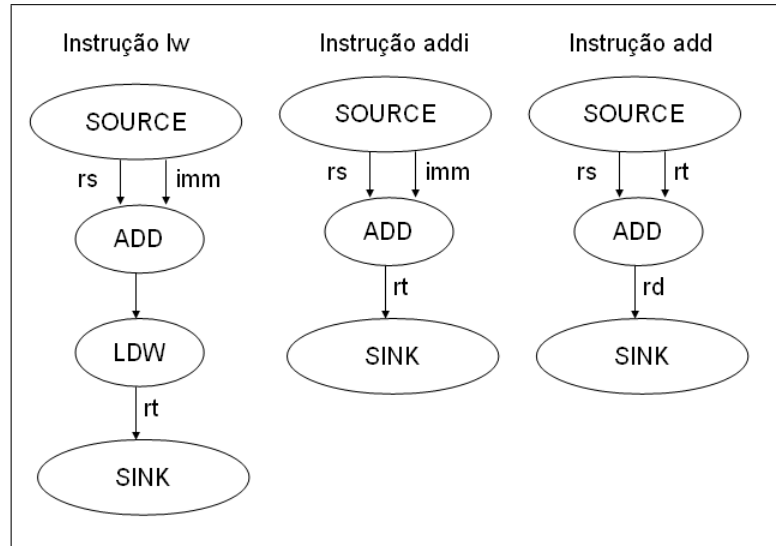 Instrução lw
SOURCE
rs imm
ADD
LDW
rt
SINK
Instrução addi
SOURCE
rs imm
ADD
rt
SINK
Instrução add
SOURCE
rs rt
ADD
rd
SINK